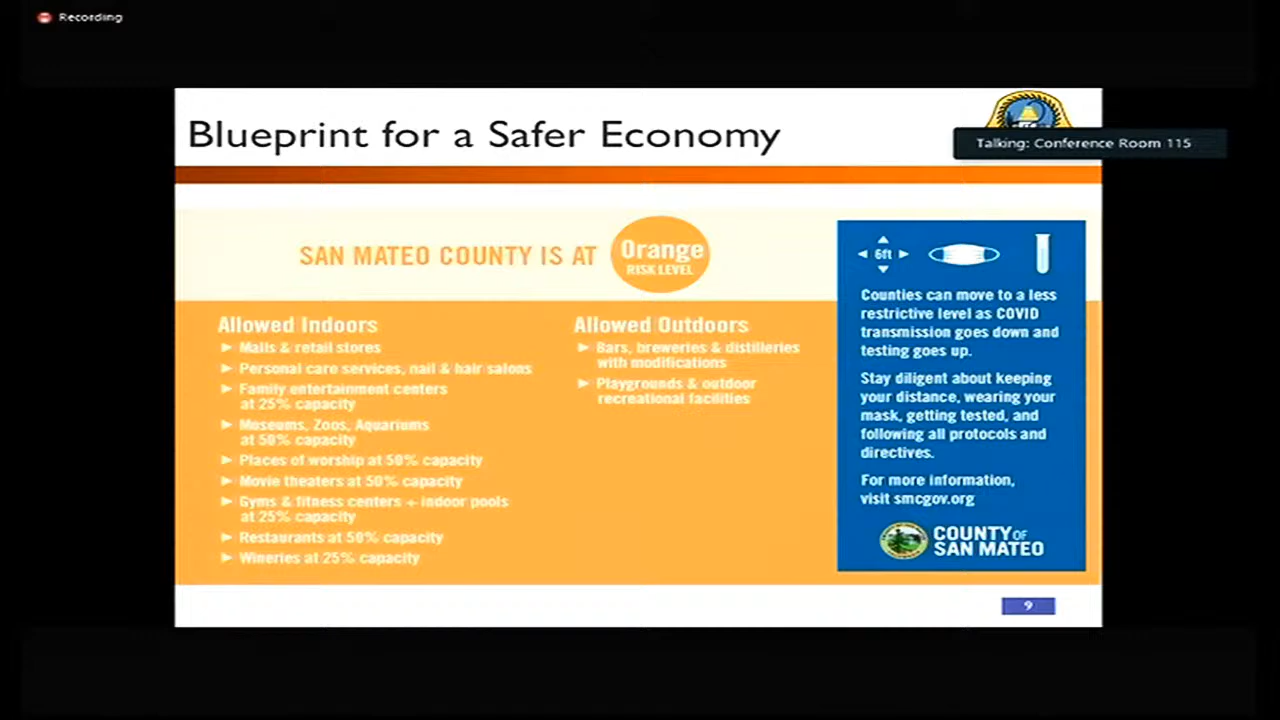 Recording
Blueprint for a Safer Economy
Talking: Conference Room 115
SAN MATEO COUNTY IS AT
Orange
RISK LEVEL
Allowed Indoors
► Malls & retail stores
► Personal care services, nail & hair salons
► Family entertainment centers
at 25% capacity
► Museums, Zoos, Aquariums
at 50% capacity
► Places of worship at 50% capacity
► Movie theaters at 50% capacity
► Gyms & fitness centers + indoor pools
at 25% capacity
► Restaurants at 50% capacity
► Wineries at 25% capacity
Allowed Outdoors
► Bars, breweries & distilleries
with modifications
► Playgrounds & outdoor
recreational facilities
6ft
Counties can move to a less
restrictive level as COVID
transmission goes down and
testing goes up.
Stay diligent about keeping
your distance, wearing your
mask, getting tested, and
following all protocols and
directives.
For more information,
visit smcgov.org
COUNTY OF
SAN MATEO
9